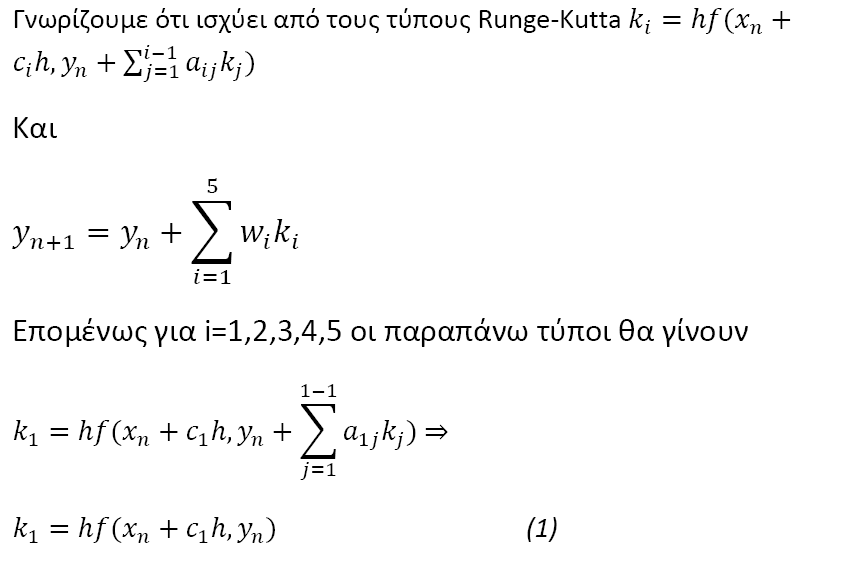 Γνωρίζουμε ότι ισχύει από τους τύπους Runge-Kutta $k_i = hf(x_n +$
$c_i h, y_n + \sum_{j=1}^{i-1} a_{ij} k_j)$
Και
$y_{n+1} = y_n + \sum_{i=1}^{5} w_i k_i$
Επομένως για i=1,2,3,4,5 οι παραπάνω τύποι θα γίνουν
$k_1 = hf(x_n + c_1 h, y_n + \sum_{j=1}^{1-1} a_{1j} k_j) \Rightarrow$
$k_1 = hf(x_n + c_1 h, y_n)$ (1)